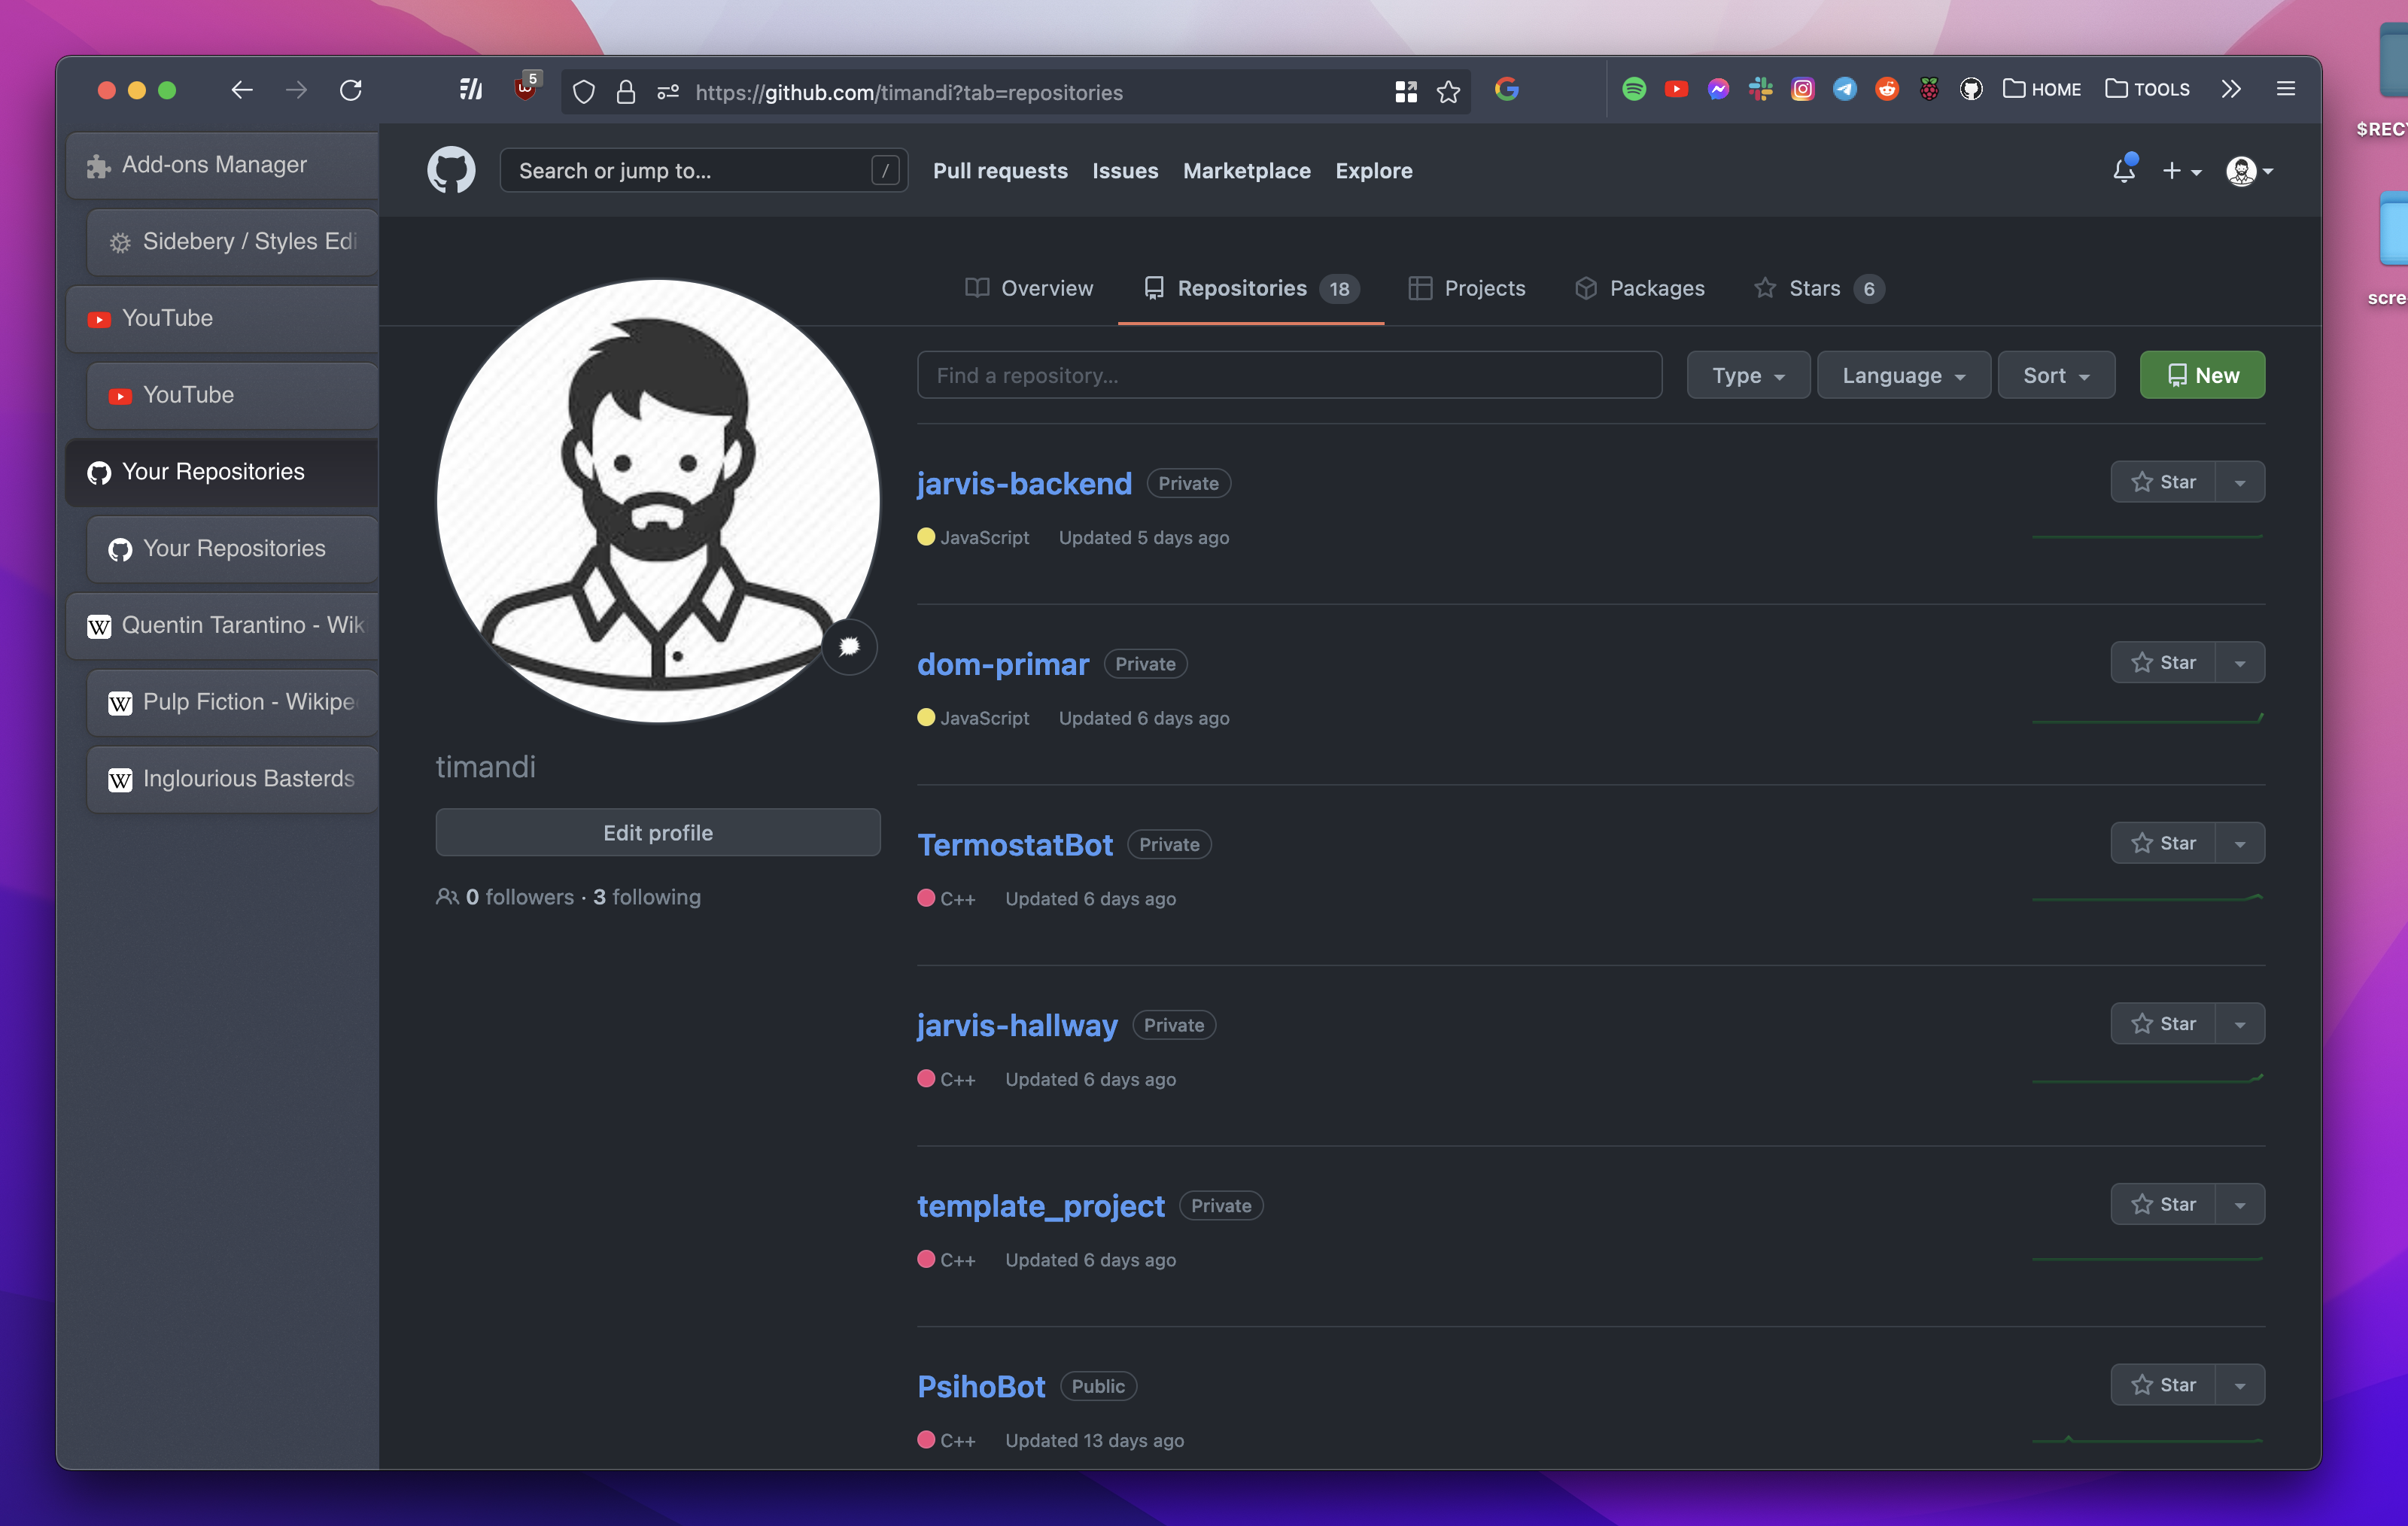 5
https://github.com/timandi?tab=repositories
HOME
TOOLS
$REC
scre
Add-ons Manager
Sidebery / Styles Edi
YouTube
YouTube
Your Repositories
Your Repositories
Quentin Tarantino - Wik
Pulp Fiction - Wikipe
Inglourious Basterds
Search or jump to...
/
Pull requests
Issues
Marketplace
Explore
Overview
Repositories 18
Projects
Packages
Stars 6
timandi
Edit profile
0 followers · 3 following
Find a repository...
Type
Language
Sort
New
jarvis-backend Private
Star
JavaScript Updated 5 days ago
dom-primar Private
Star
JavaScript Updated 6 days ago
TermostatBot Private
Star
C++ Updated 6 days ago
jarvis-hallway Private
Star
C++ Updated 6 days ago
template_project Private
Star
C++ Updated 6 days ago
PsihoBot Public
Star
C++ Updated 13 days ago